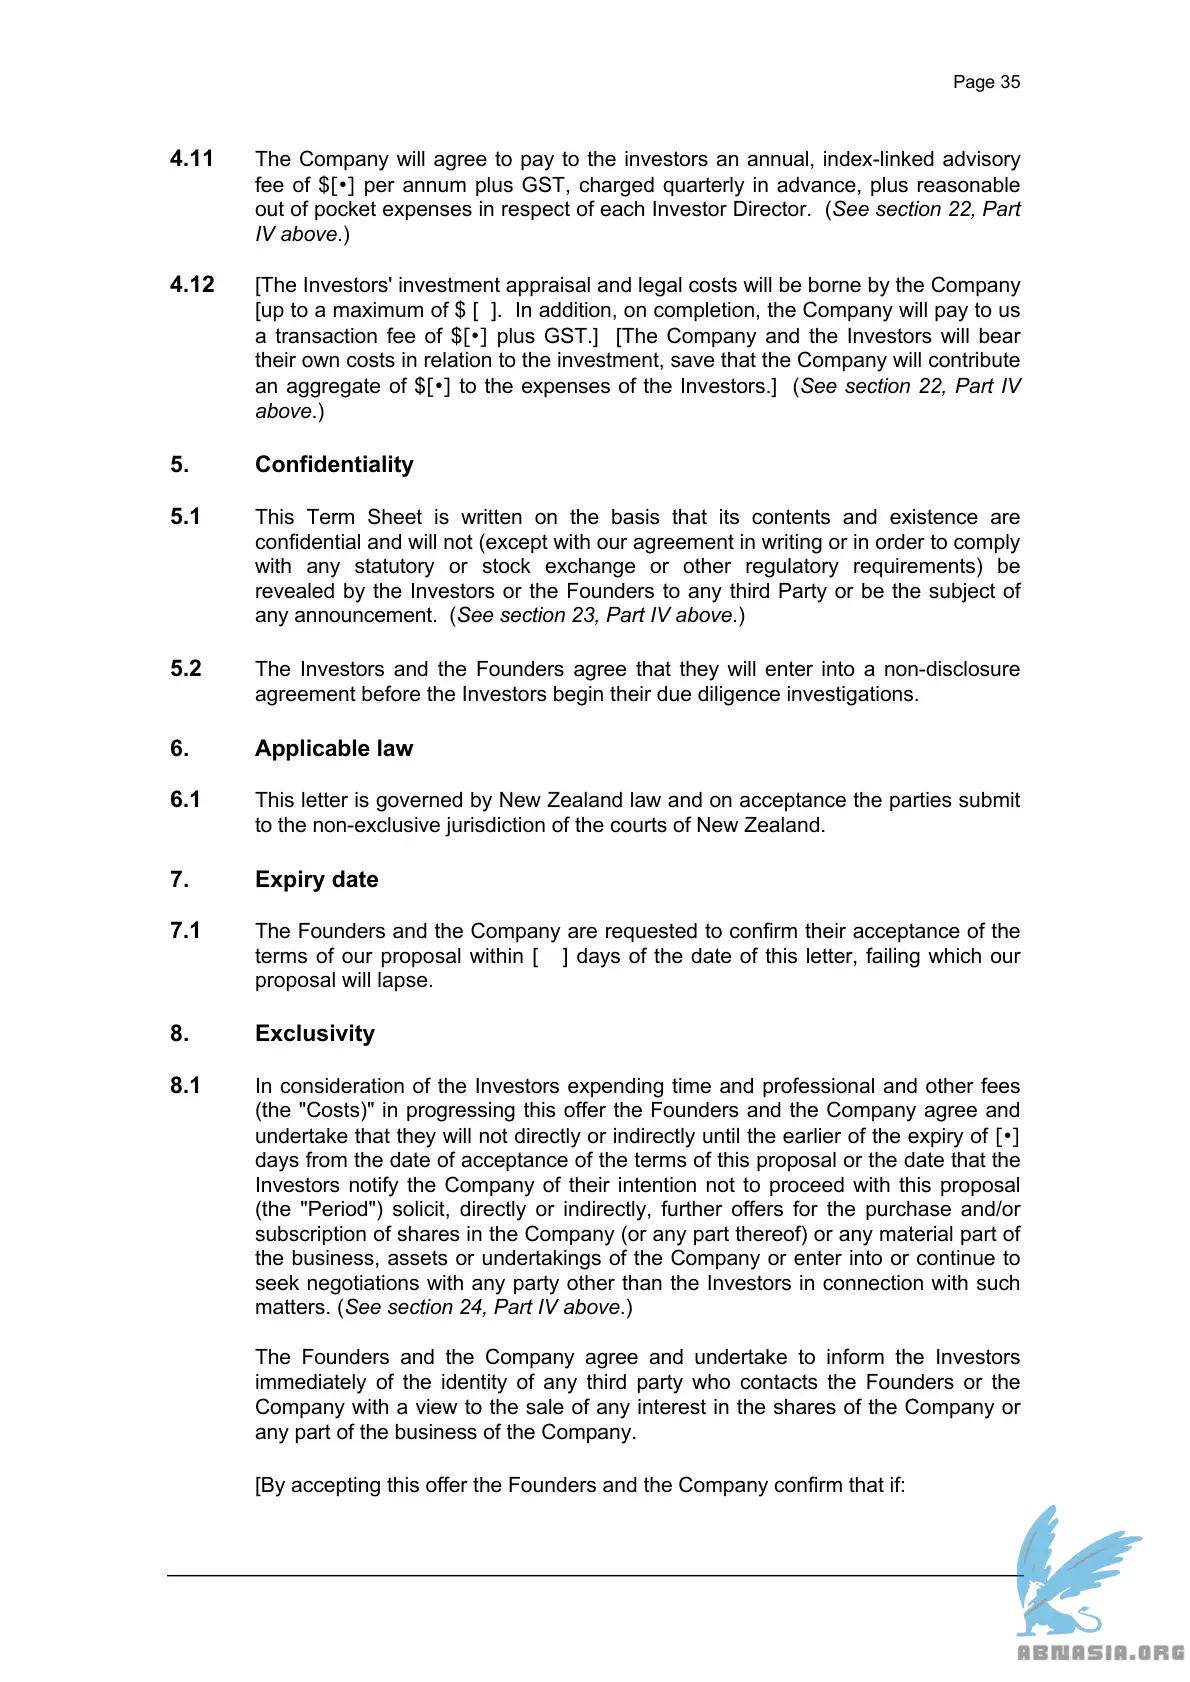 Page 35
4.11 The Company will agree to pay to the investors an annual, index-linked advisory
fee of $[•] per annum plus GST, charged quarterly in advance, plus reasonable
out of pocket expenses in respect of each Investor Director.  (See section 22, Part
IV above.)
4.12 [The Investors' investment appraisal and legal costs will be borne by the Company
[up to a maximum of $ [  ].  In addition, on completion, the Company will pay to us
a transaction fee of $[•] plus GST.]  [The Company and the Investors will bear
their own costs in relation to the investment, save that the Company will contribute
an aggregate of $[•] to the expenses of the Investors.]  (See section 22, Part IV
above.)
5. Confidentiality
5.1 This Term Sheet is written on the basis that its contents and existence are
confidential and will not (except with our agreement in writing or in order to comply
with any statutory or stock exchange or other regulatory requirements) be
revealed by the Investors or the Founders to any third Party or be the subject of
any announcement.  (See section 23, Part IV above.)
5.2 The Investors and the Founders agree that they will enter into a non-disclosure
agreement before the Investors begin their due diligence investigations.
6. Applicable law
6.1 This letter is governed by New Zealand law and on acceptance the parties submit
to the non-exclusive jurisdiction of the courts of New Zealand.
7. Expiry date
7.1 The Founders and the Company are requested to confirm their acceptance of the
terms of our proposal within [   ] days of the date of this letter, failing which our
proposal will lapse.
8. Exclusivity
8.1 In consideration of the Investors expending time and professional and other fees
(the "Costs)" in progressing this offer the Founders and the Company agree and
undertake that they will not directly or indirectly until the earlier of the expiry of [•]
days from the date of acceptance of the terms of this proposal or the date that the
Investors notify the Company of their intention not to proceed with this proposal
(the "Period") solicit, directly or indirectly, further offers for the purchase and/or
subscription of shares in the Company (or any part thereof) or any material part of
the business, assets or undertakings of the Company or enter into or continue to
seek negotiations with any party other than the Investors in connection with such
matters. (See section 24, Part IV above.)
The Founders and the Company agree and undertake to inform the Investors
immediately of the identity of any third party who contacts the Founders or the
Company with a view to the sale of any interest in the shares of the Company or
any part of the business of the Company.
[By accepting this offer the Founders and the Company confirm that if:
ABNASIA.ORG